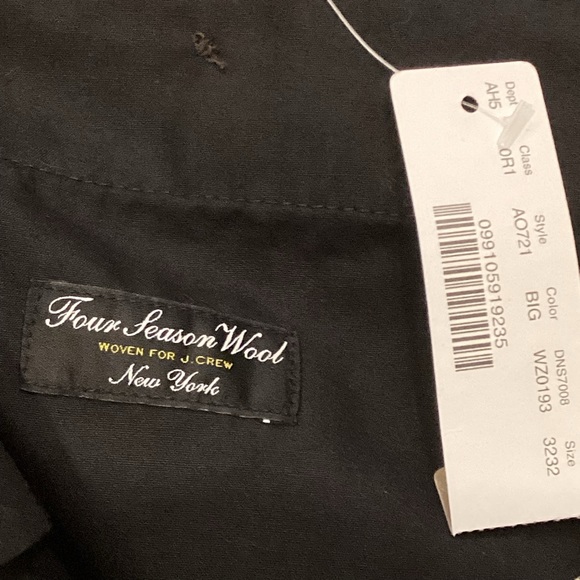 Four Season Wool
WOVEN FOR J.CREW
New York
Dept Class Style Color DNS7008 Size
AH5 0R1 AO721 BIG WZ0193 3232
099105919235